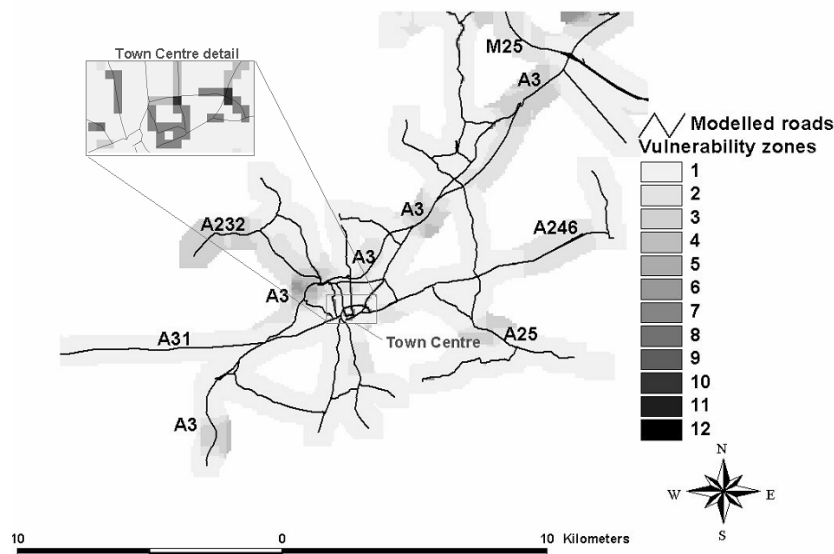 Town Centre detail
M25
A3
Modelled roads
Vulnerability zones
1
2
3
4
5
6
7
8
9
10
11
12
A3
A232
A246
A3
A3
A31
Town Centre
A25
A3
N
W E
S
10 0 10 Kilometers